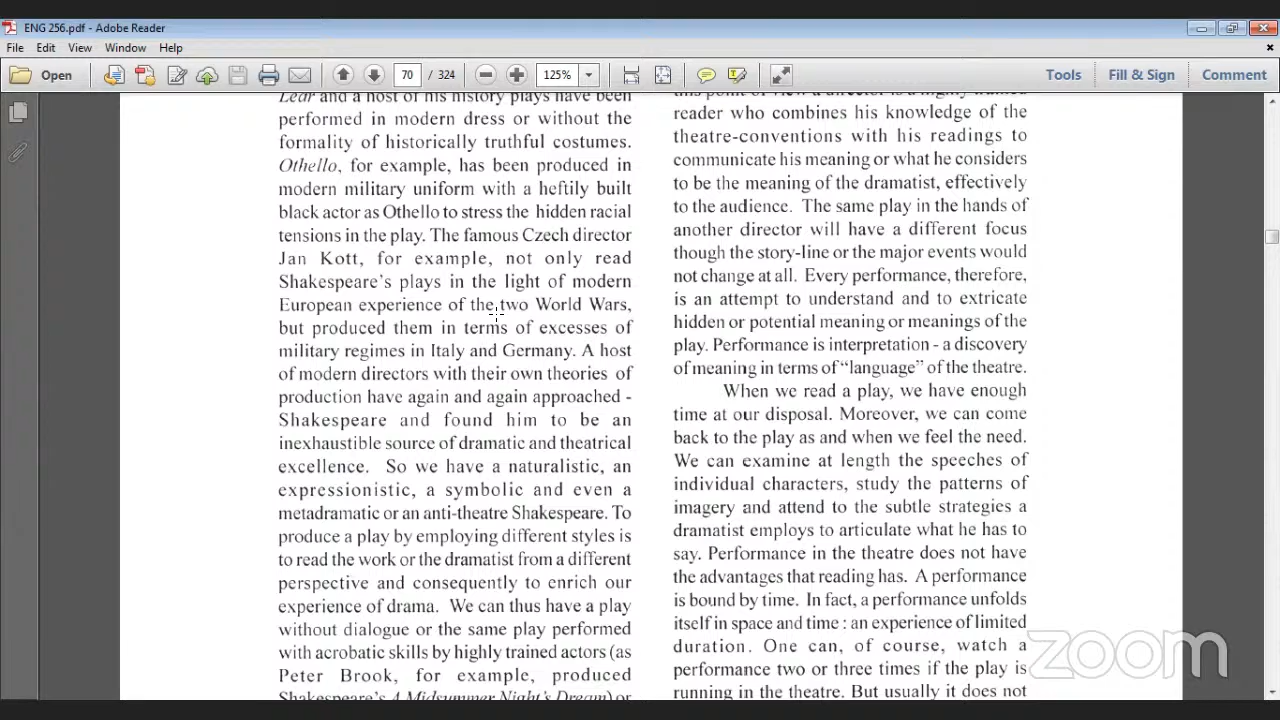 ENG 256.pdf - Adobe Reader
File Edit View Window Help
Open 70 / 324 125% Tools Fill & Sign Comment
Lear and a host of his history plays have been
performed in modern dress or without the
formality of historically truthful costumes.
Othello, for example, has been produced in
modern military uniform with a heftily built
black actor as Othello to stress the hidden racial
tensions in the play. The famous Czech director
Jan Kott, for example, not only read
Shakespeare's plays in the light of modern
European experience of the two World Wars,
but produced them in terms of excesses of
military regimes in Italy and Germany. A host
of modern directors with their own theories of
production have again and again approached -
Shakespeare and found him to be an
inexhaustible source of dramatic and theatrical
excellence. So we have a naturalistic, an
expressionistic, a symbolic and even a
metadramatic or an anti-theatre Shakespeare. To
produce a play by employing different styles is
to read the work or the dramatist from a different
perspective and consequently to enrich our
experience of drama. We can thus have a play
without dialogue or the same play performed
with acrobatic skills by highly trained actors (as
Peter Brook, for example, produced
Shakespeare's A Midsummer Night's Dream) or
this point of view a director is a highly trained
reader who combines his knowledge of the
theatre-conventions with his readings to
communicate his meaning or what he considers
to be the meaning of the dramatist, effectively
to the audience. The same play in the hands of
another director will have a different focus
though the story-line or the major events would
not change at all. Every performance, therefore,
is an attempt to understand and to extricate
hidden or potential meaning or meanings of the
play. Performance is interpretation - a discovery
of meaning in terms of "language" of the theatre.
When we read a play, we have enough
time at our disposal. Moreover, we can come
back to the play as and when we feel the need.
We can examine at length the speeches of
individual characters, study the patterns of
imagery and attend to the subtle strategies a
dramatist employs to articulate what he has to
say. Performance in the theatre does not have
the advantages that reading has. A performance
is bound by time. In fact, a performance unfolds
itself in space and time : an experience of limited
duration. One can, of course, watch a
performance two or three times if the play is
running in the theatre. But usually it does not
zoom